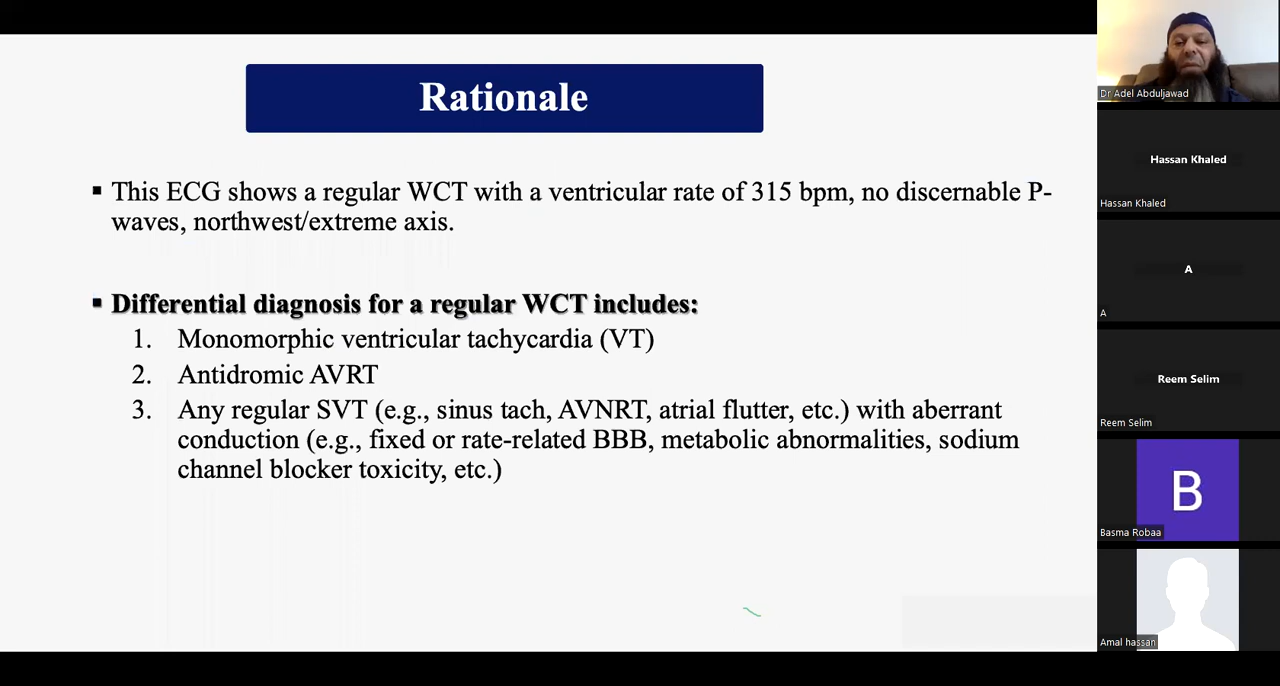 Rationale
▪ This ECG shows a regular WCT with a ventricular rate of 315 bpm, no discernable P-
waves, northwest/extreme axis.
▪ Differential diagnosis for a regular WCT includes:
1. Monomorphic ventricular tachycardia (VT)
2. Antidromic AVRT
3. Any regular SVT (e.g., sinus tach, AVNRT, atrial flutter, etc.) with aberrant
conduction (e.g., fixed or rate-related BBB, metabolic abnormalities, sodium
channel blocker toxicity, etc.)
Dr Adel Abduljawad
Hassan Khaled
Hassan Khaled
A
A
Reem Selim
Reem Selim
B
Basma Robaa
Amal hassan